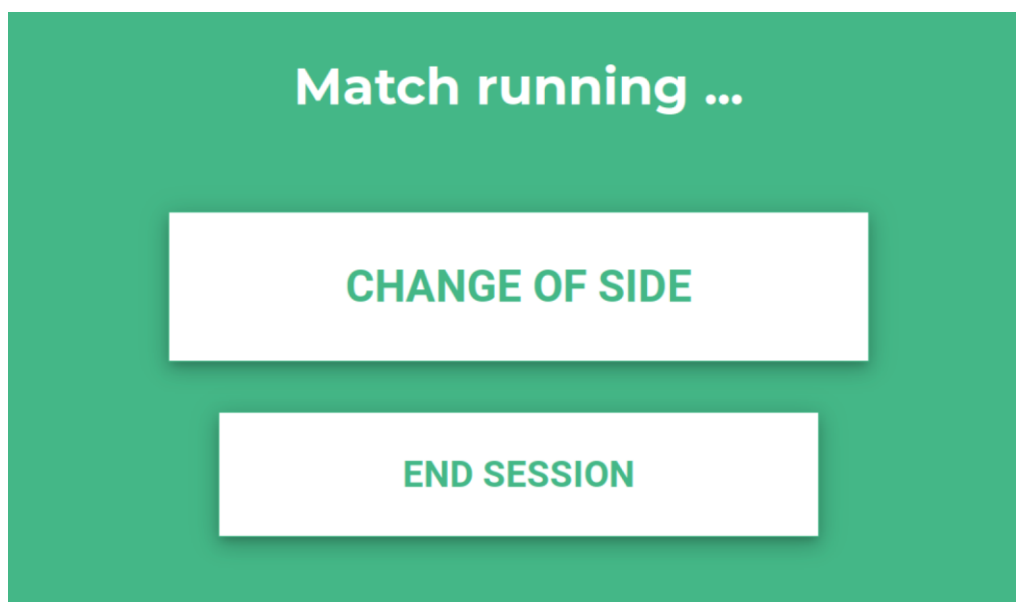 Match running ...
CHANGE OF SIDE
END SESSION